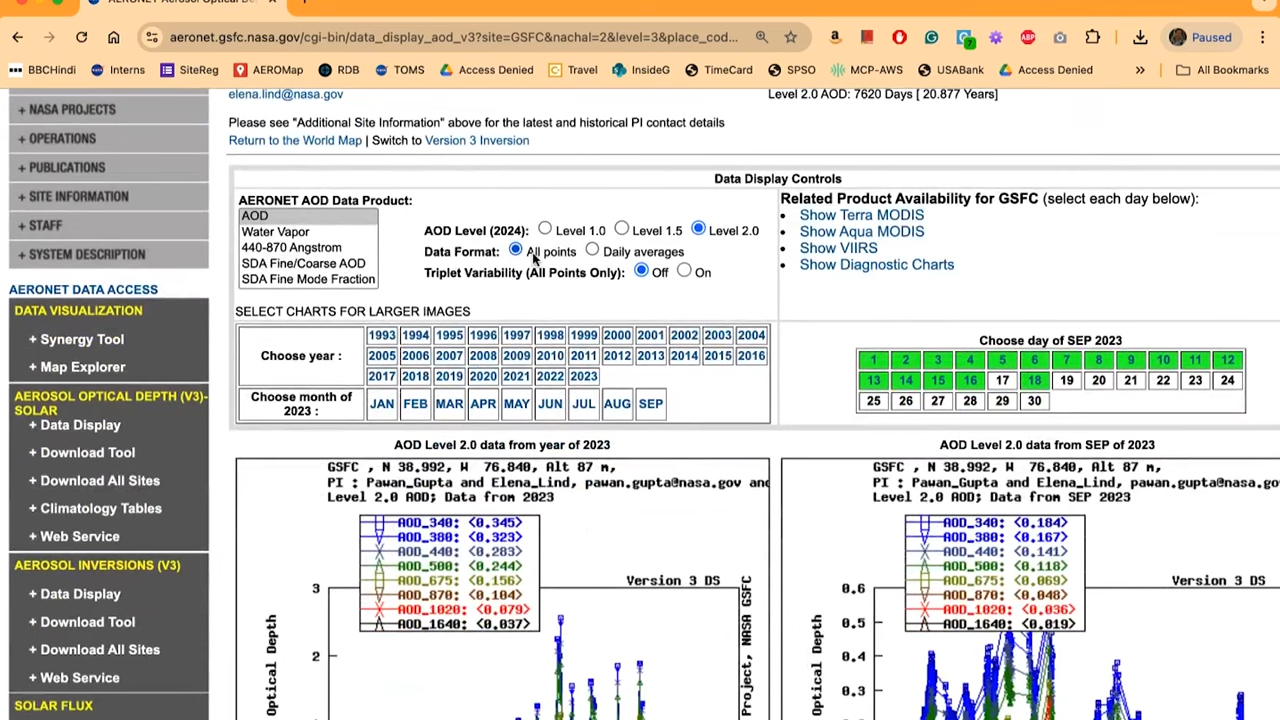 AERONET Aerosol Optical De
aeronet.gsfc.nasa.gov/cgi-bin/data_display_aod_v3?site=GSFC&nachal=2&level=3&place_cod...
Paused
BBCHindi Interns SiteReg AEROMap RDB TOMS Access Denied Travel InsideG TimeCard SPSO MCP-AWS USABank Access Denied » All Bookmarks
+ NASA PROJECTS
+ OPERATIONS
+ PUBLICATIONS
+ SITE INFORMATION
+ STAFF
+ SYSTEM DESCRIPTION
AERONET DATA ACCESS
DATA VISUALIZATION
+ Synergy Tool
+ Map Explorer
AEROSOL OPTICAL DEPTH (V3)-
SOLAR
+ Data Display
+ Download Tool
+ Download All Sites
+ Climatology Tables
+ Web Service
AEROSOL INVERSIONS (V3)
+ Data Display
+ Download Tool
+ Download All Sites
+ Web Service
SOLAR FLUX
elena.lind@nasa.gov
Level 2.0 AOD: 7620 Days [ 20.877 Years]
Please see "Additional Site Information" above for the latest and historical PI contact details
Return to the World Map | Switch to Version 3 Inversion
Data Display Controls
AERONET AOD Data Product:
AOD
Water Vapor
440-870 Angstrom
SDA Fine/Coarse AOD
SDA Fine Mode Fraction
AOD Level (2024): Level 1.0 Level 1.5 Level 2.0
Data Format: All points Daily averages
Triplet Variability (All Points Only): Off On
Related Product Availability for GSFC (select each day below):
Show Terra MODIS
Show Aqua MODIS
Show VIIRS
Show Diagnostic Charts
SELECT CHARTS FOR LARGER IMAGES
Choose year :
1993 1994 1995 1996 1997 1998 1999 2000 2001 2002 2003 2004
2005 2006 2007 2008 2009 2010 2011 2012 2013 2014 2015 2016
2017 2018 2019 2020 2021 2022 2023
Choose month of
2023 :
JAN FEB MAR APR MAY JUN JUL AUG SEP
Choose day of SEP 2023
1 2 3 4 5 6 7 8 9 10 11 12
13 14 15 16 17 18 19 20 21 22 23 24
25 26 27 28 29 30
AOD Level 2.0 data from year of 2023
GSFC , N 38.992, W 76.840, Alt 87 m,
PI : Pawan_Gupta and Elena_Lind, pawan.gupta@nasa.gov and
Level 2.0 AOD; Data from 2023
AOD_340: <0.345>
AOD_380: <0.323>
AOD_440: <0.283>
AOD_500: <0.244>
AOD_675: <0.156>
AOD_870: <0.104>
AOD_1020: <0.079>
AOD_1640: <0.037>
Version 3 DS
3
2
Optical Depth
Project, NASA GSFC
AOD Level 2.0 data from SEP of 2023
GSFC , N 38.992, W 76.840, Alt 87 m,
PI : Pawan_Gupta and Elena_Lind, pawan.gupta@nasa.go
Level 2.0 AOD; Data from SEP 2023
AOD_340: <0.184>
AOD_380: <0.167>
AOD_440: <0.141>
AOD_500: <0.118>
AOD_675: <0.069>
AOD_870: <0.048>
AOD_1020: <0.036>
AOD_1640: <0.019>
Version 3 DS
0.6
0.5
0.4
0.3
Optical Depth